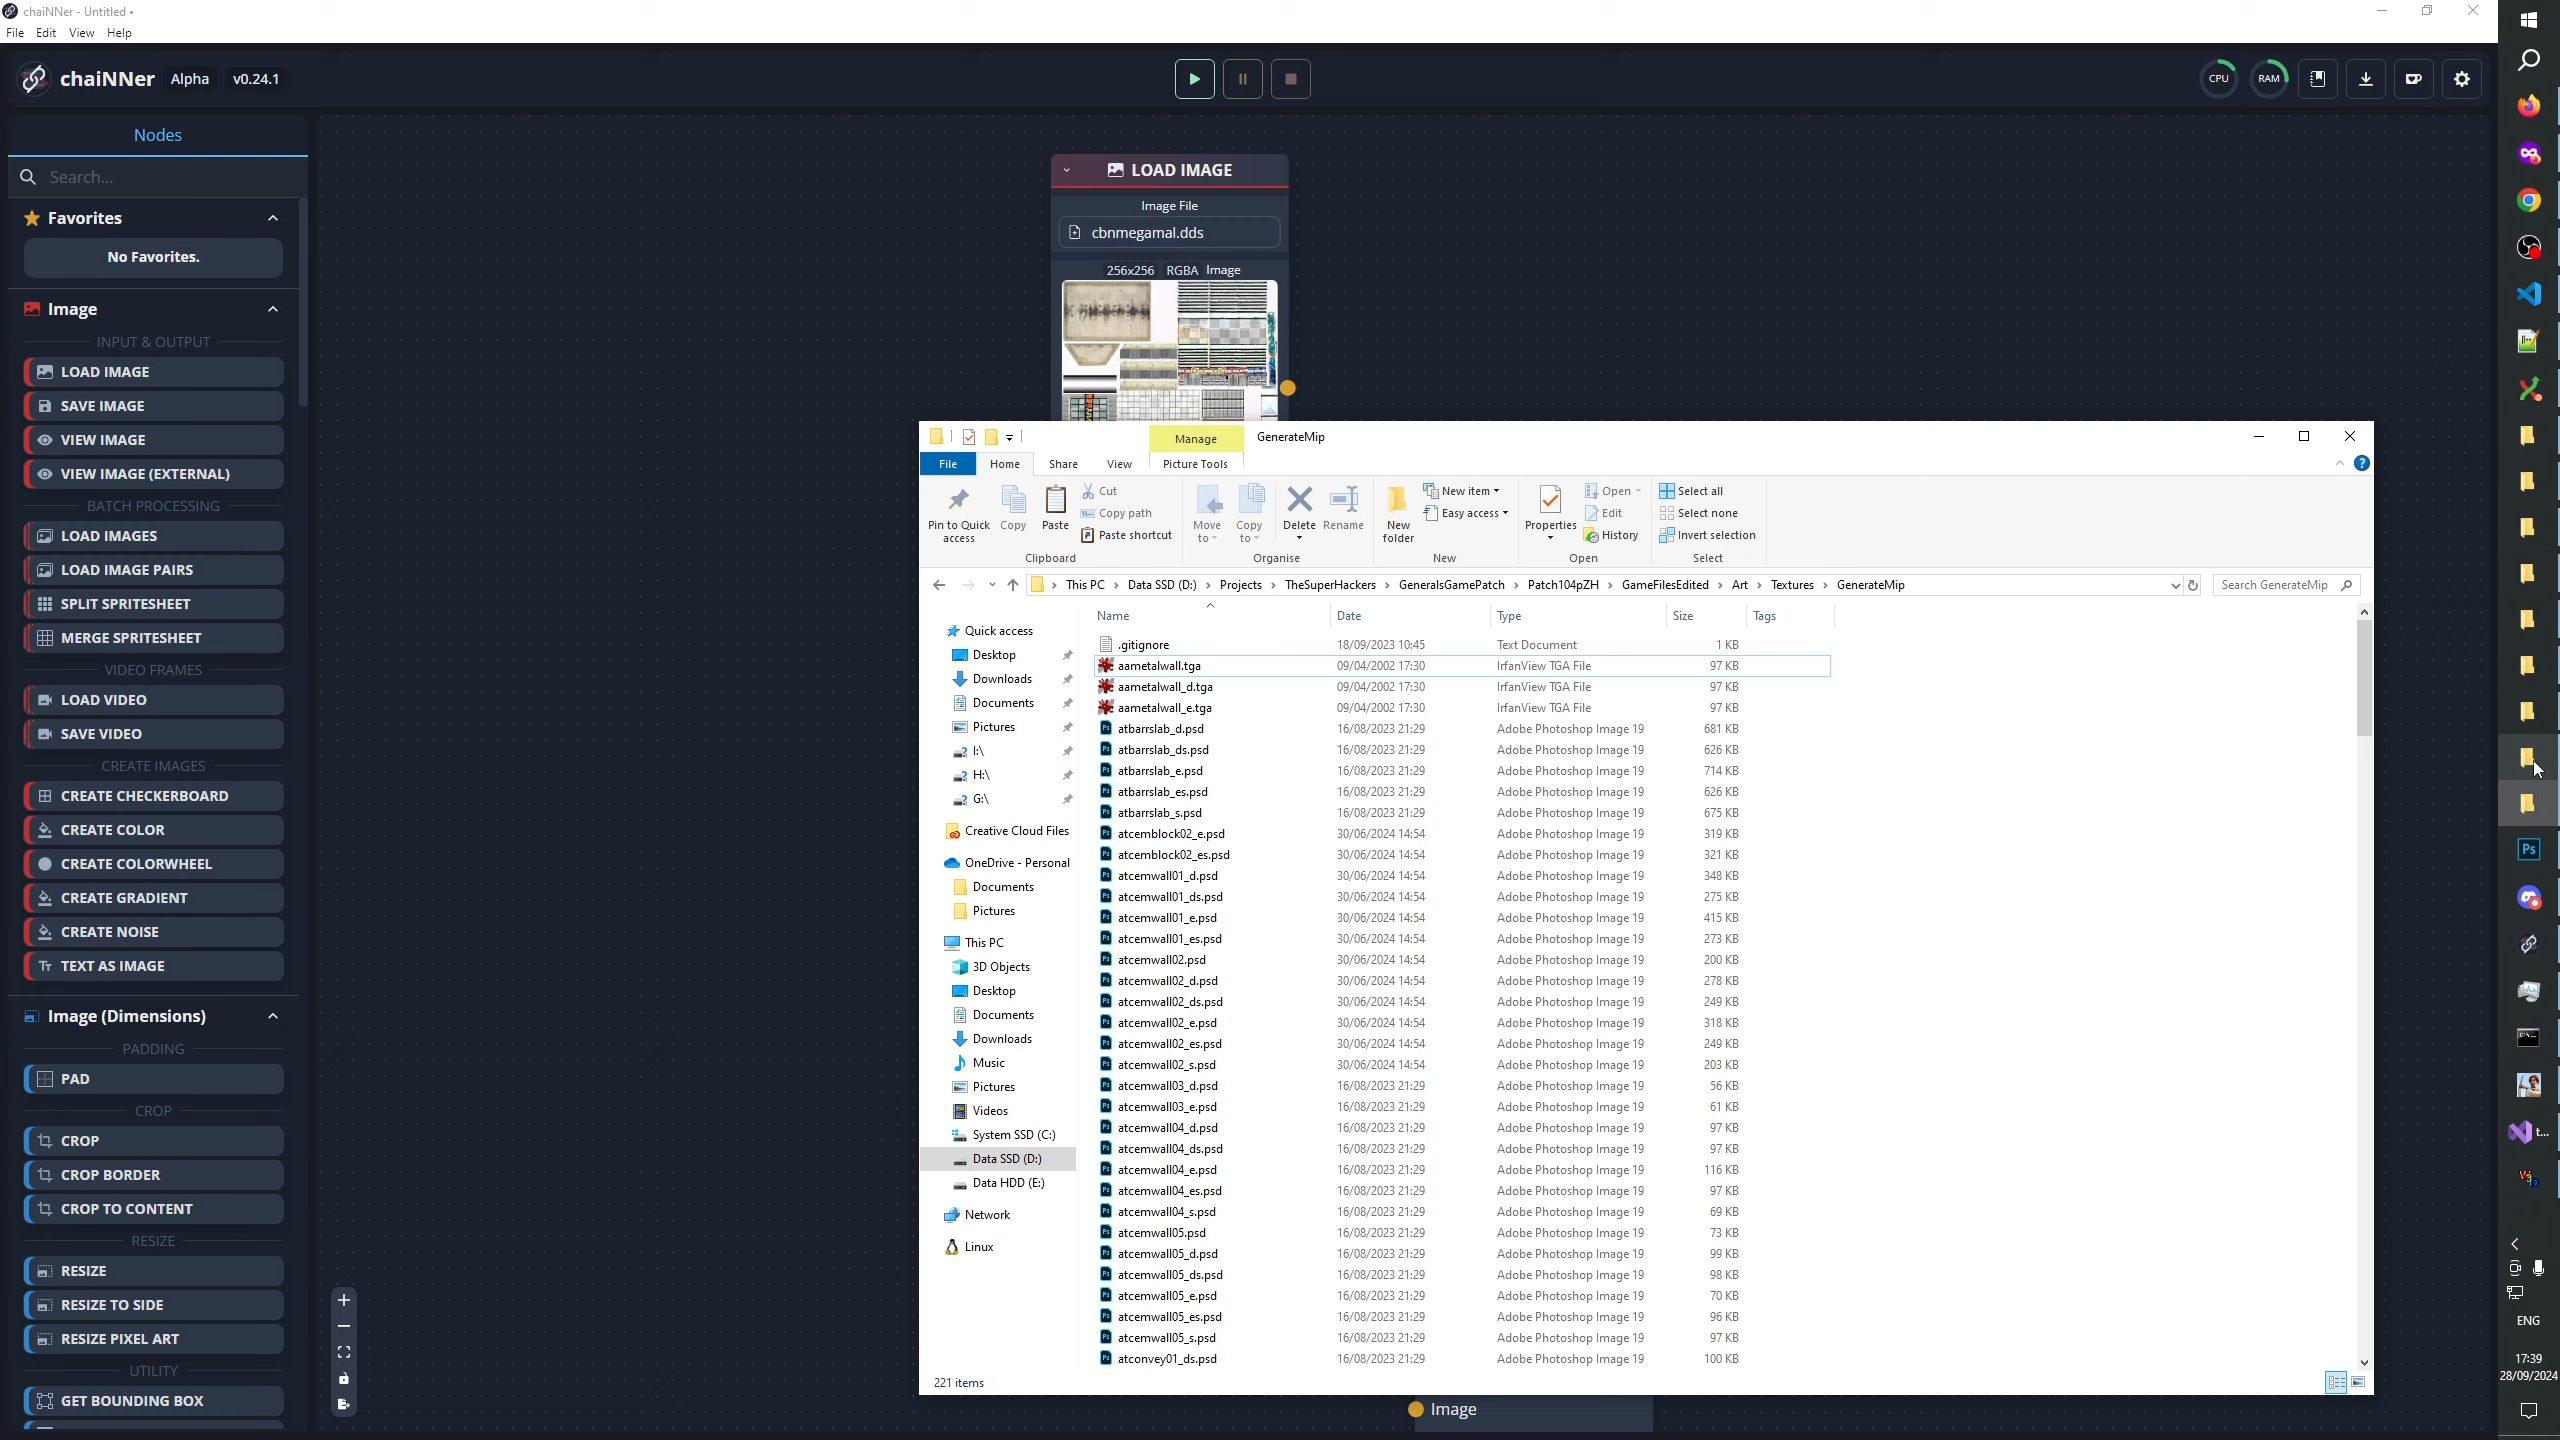 chaiNNer - Untitled •
File Edit View Help
chaiNNer Alpha v0.24.1
CPU RAM
Nodes
Search...
Favorites
No Favorites.
Image
INPUT & OUTPUT
LOAD IMAGE
SAVE IMAGE
VIEW IMAGE
VIEW IMAGE (EXTERNAL)
BATCH PROCESSING
LOAD IMAGES
LOAD IMAGE PAIRS
SPLIT SPRITESHEET
MERGE SPRITESHEET
VIDEO FRAMES
LOAD VIDEO
SAVE VIDEO
CREATE IMAGES
CREATE CHECKERBOARD
CREATE COLOR
CREATE COLORWHEEL
CREATE GRADIENT
CREATE NOISE
TEXT AS IMAGE
Image (Dimensions)
PADDING
PAD
CROP
CROP
CROP BORDER
CROP TO CONTENT
RESIZE
RESIZE
RESIZE TO SIDE
RESIZE PIXEL ART
UTILITY
GET BOUNDING BOX
LOAD IMAGE
Image File
cbnmegamal.dds
256x256 RGBA Image
Manage GenerateMip
File Home Share View Picture Tools
Pin to Quick access
Copy
Paste
Cut
Copy path
Paste shortcut
Clipboard
Move to
Copy to
Delete
Rename
Organise
New folder
New item
Easy access
New
Properties
Open
Edit
History
Open
Select all
Select none
Invert selection
Select
This PC Data SSD (D:) Projects TheSuperHackers GeneralsGamePatch Patch104pZH GameFilesEdited Art Textures GenerateMip
Search GenerateMip
Quick access
Desktop
Downloads
Documents
Pictures
I:\
H:\
G:\
Creative Cloud Files
OneDrive - Personal
Documents
Pictures
This PC
3D Objects
Desktop
Documents
Downloads
Music
Pictures
Videos
System SSD (C:)
Data SSD (D:)
Data HDD (E:)
Network
Linux
Name Date Type Size Tags
.gitignore 18/09/2023 10:45 Text Document 1 KB
aametalwall.tga 09/04/2002 17:30 IrfanView TGA File 97 KB
aametalwall_d.tga 09/04/2002 17:30 IrfanView TGA File 97 KB
aametalwall_e.tga 09/04/2002 17:30 IrfanView TGA File 97 KB
atbarrslab_d.psd 16/08/2023 21:29 Adobe Photoshop Image 19 681 KB
atbarrslab_ds.psd 16/08/2023 21:29 Adobe Photoshop Image 19 626 KB
atbarrslab_e.psd 16/08/2023 21:29 Adobe Photoshop Image 19 714 KB
atbarrslab_es.psd 16/08/2023 21:29 Adobe Photoshop Image 19 626 KB
atbarrslab_s.psd 16/08/2023 21:29 Adobe Photoshop Image 19 675 KB
atcemblock02_e.psd 30/06/2024 14:54 Adobe Photoshop Image 19 319 KB
atcemblock02_es.psd 30/06/2024 14:54 Adobe Photoshop Image 19 321 KB
atcemwall01_d.psd 30/06/2024 14:54 Adobe Photoshop Image 19 348 KB
atcemwall01_ds.psd 30/06/2024 14:54 Adobe Photoshop Image 19 275 KB
atcemwall01_e.psd 30/06/2024 14:54 Adobe Photoshop Image 19 415 KB
atcemwall01_es.psd 30/06/2024 14:54 Adobe Photoshop Image 19 273 KB
atcemwall02.psd 30/06/2024 14:54 Adobe Photoshop Image 19 200 KB
atcemwall02_d.psd 30/06/2024 14:54 Adobe Photoshop Image 19 278 KB
atcemwall02_ds.psd 30/06/2024 14:54 Adobe Photoshop Image 19 249 KB
atcemwall02_e.psd 30/06/2024 14:54 Adobe Photoshop Image 19 318 KB
atcemwall02_es.psd 30/06/2024 14:54 Adobe Photoshop Image 19 249 KB
atcemwall02_s.psd 30/06/2024 14:54 Adobe Photoshop Image 19 203 KB
atcemwall03_d.psd 16/08/2023 21:29 Adobe Photoshop Image 19 56 KB
atcemwall03_e.psd 16/08/2023 21:29 Adobe Photoshop Image 19 61 KB
atcemwall04_d.psd 16/08/2023 21:29 Adobe Photoshop Image 19 97 KB
atcemwall04_ds.psd 16/08/2023 21:29 Adobe Photoshop Image 19 97 KB
atcemwall04_e.psd 16/08/2023 21:29 Adobe Photoshop Image 19 116 KB
atcemwall04_es.psd 16/08/2023 21:29 Adobe Photoshop Image 19 97 KB
atcemwall04_s.psd 16/08/2023 21:29 Adobe Photoshop Image 19 69 KB
atcemwall05.psd 16/08/2023 21:29 Adobe Photoshop Image 19 73 KB
atcemwall05_d.psd 16/08/2023 21:29 Adobe Photoshop Image 19 99 KB
atcemwall05_ds.psd 16/08/2023 21:29 Adobe Photoshop Image 19 98 KB
atcemwall05_e.psd 16/08/2023 21:29 Adobe Photoshop Image 19 70 KB
atcemwall05_es.psd 16/08/2023 21:29 Adobe Photoshop Image 19 96 KB
atcemwall05_s.psd 16/08/2023 21:29 Adobe Photoshop Image 19 97 KB
atconvey01_ds.psd 16/08/2023 21:29 Adobe Photoshop Image 19 100 KB
221 items
Image
Ps
t...
ENG
17:39
28/09/2024